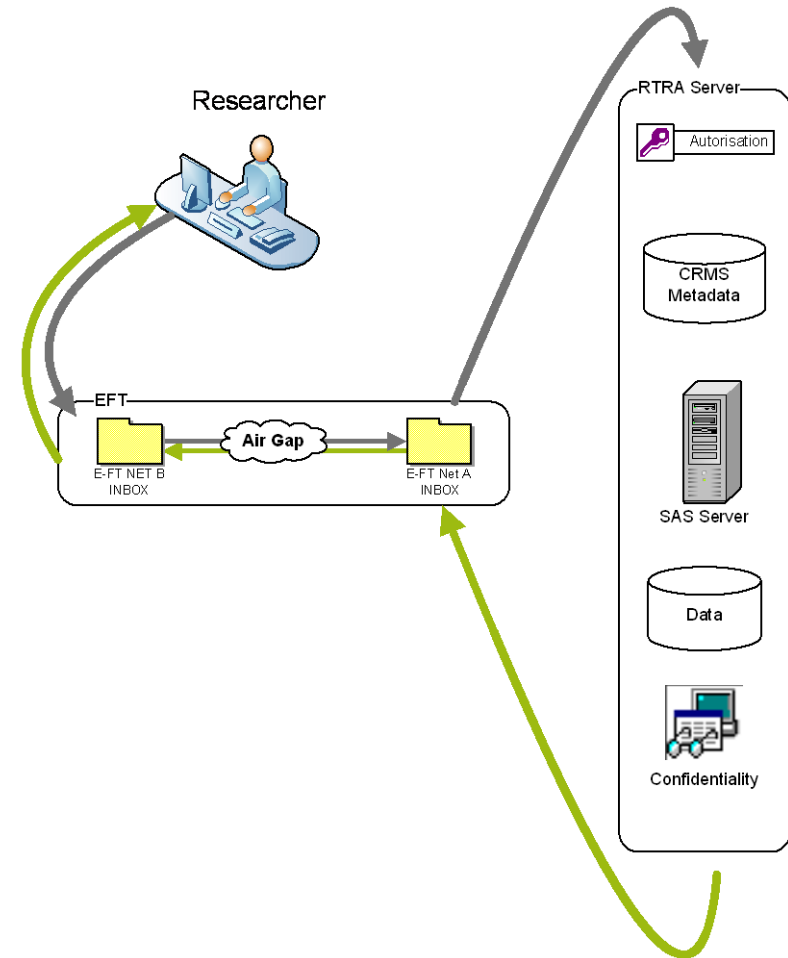 Researcher
RTRA Server
Autorisation
CRMS
Metadata
EFT
Air Gap
E-FT NET B
INBOX
E-FT Net A
INBOX
SAS Server
Data
Confidentiality